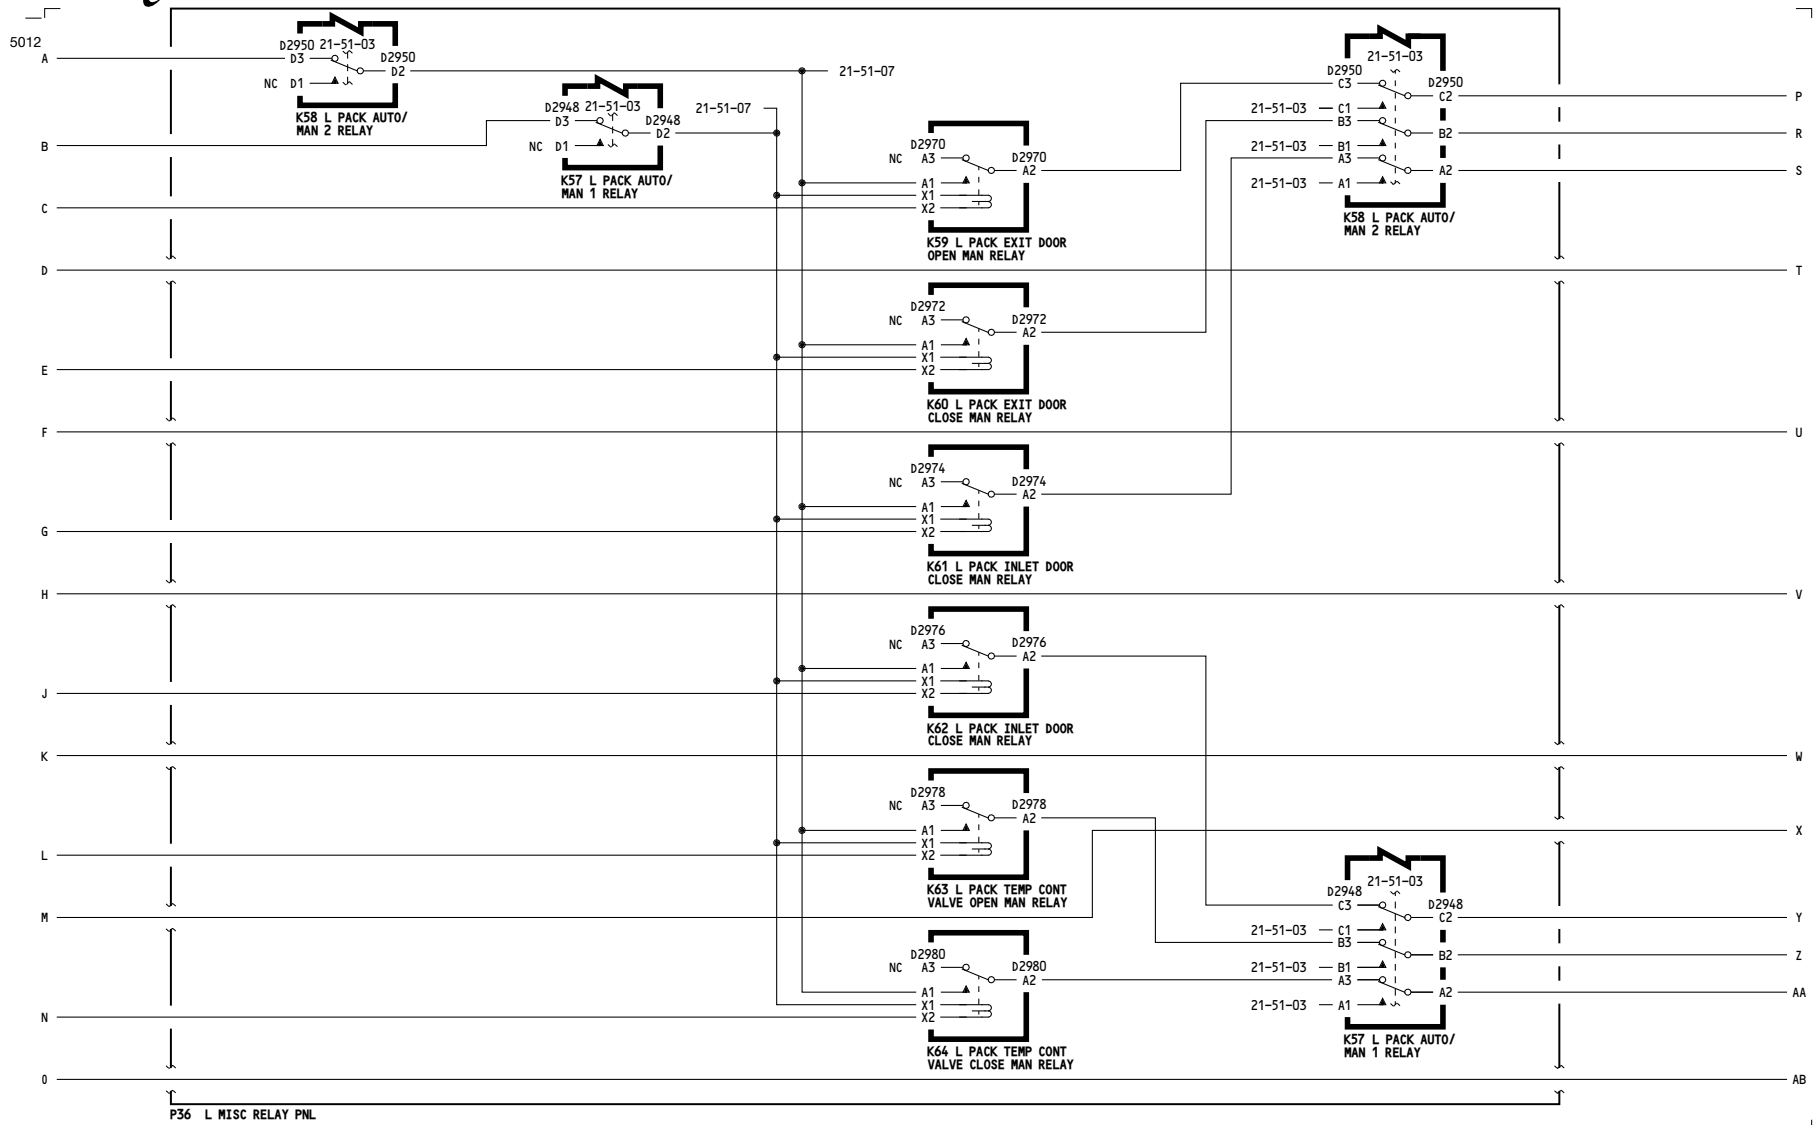 5012
D2950 21-51-03
A D3 D2950
D2 21-51-07
NC D1
K58 L PACK AUTO/
MAN 2 RELAY
D2948 21-51-03 21-51-07
D3 D2948
D2
B NC D1
K57 L PACK AUTO/
MAN 1 RELAY
21-51-03
D2950
C3 D2950
C2 P
21-51-03 C1
B3
B2 R
21-51-03 B1
A3
A2 S
21-51-03 A1
K58 L PACK AUTO/
MAN 2 RELAY
D2970
NC A3 D2970
A2
A1
X1
C X2
K59 L PACK EXIT DOOR
OPEN MAN RELAY
D T
D2972
NC A3 D2972
A2
A1
X1
E X2
K60 L PACK EXIT DOOR
CLOSE MAN RELAY
F U
D2974
NC A3 D2974
A2
A1
X1
G X2
K61 L PACK INLET DOOR
CLOSE MAN RELAY
H V
D2976
NC A3 D2976
A2
A1
X1
J X2
K62 L PACK INLET DOOR
CLOSE MAN RELAY
K W
D2978
NC A3 D2978
A2
A1 X
X1
L X2
K63 L PACK TEMP CONT
VALVE OPEN MAN RELAY
M
21-51-03
D2948
C3 D2948
C2 Y
21-51-03 C1
B3
B2 Z
21-51-03 B1
A3
A2 AA
21-51-03 A1
K57 L PACK AUTO/
MAN 1 RELAY
D2980
NC A3 D2980
A2
A1
X1
N X2
K64 L PACK TEMP CONT
VALVE CLOSE MAN RELAY
O AB
P36 L MISC RELAY PNL